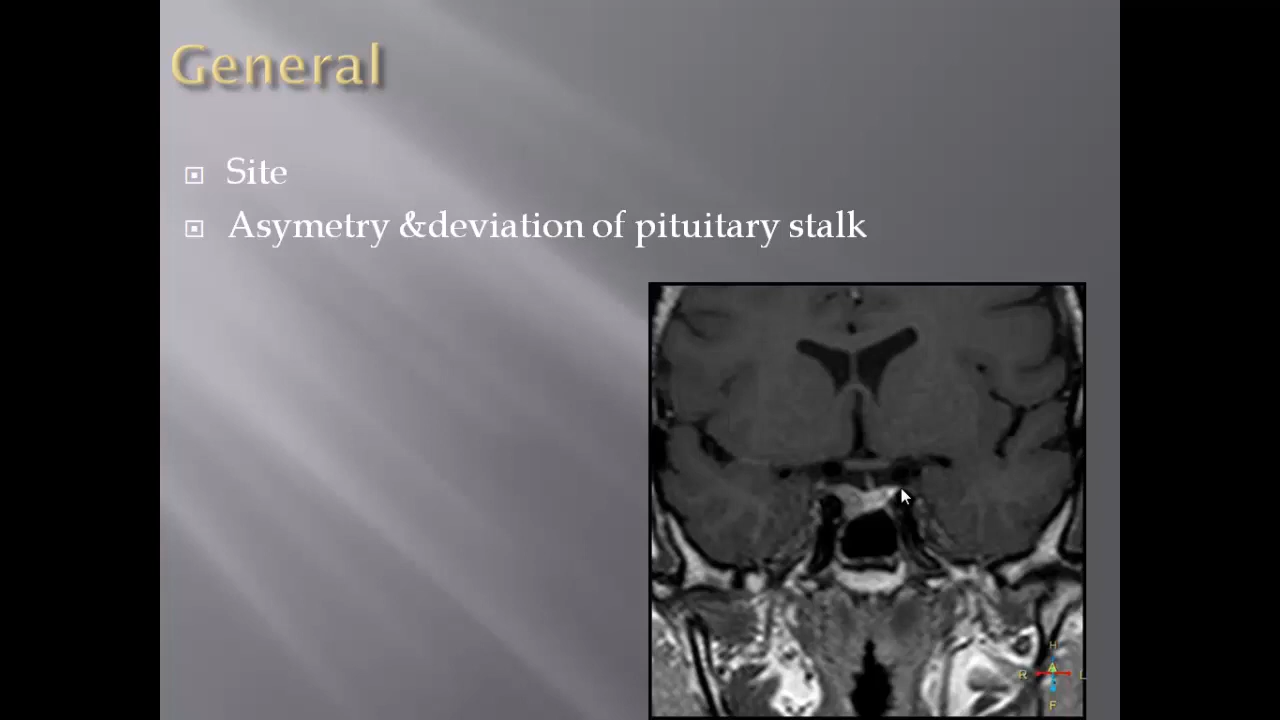 General
Site
Asymetry &deviation of pituitary stalk
H
R L
F